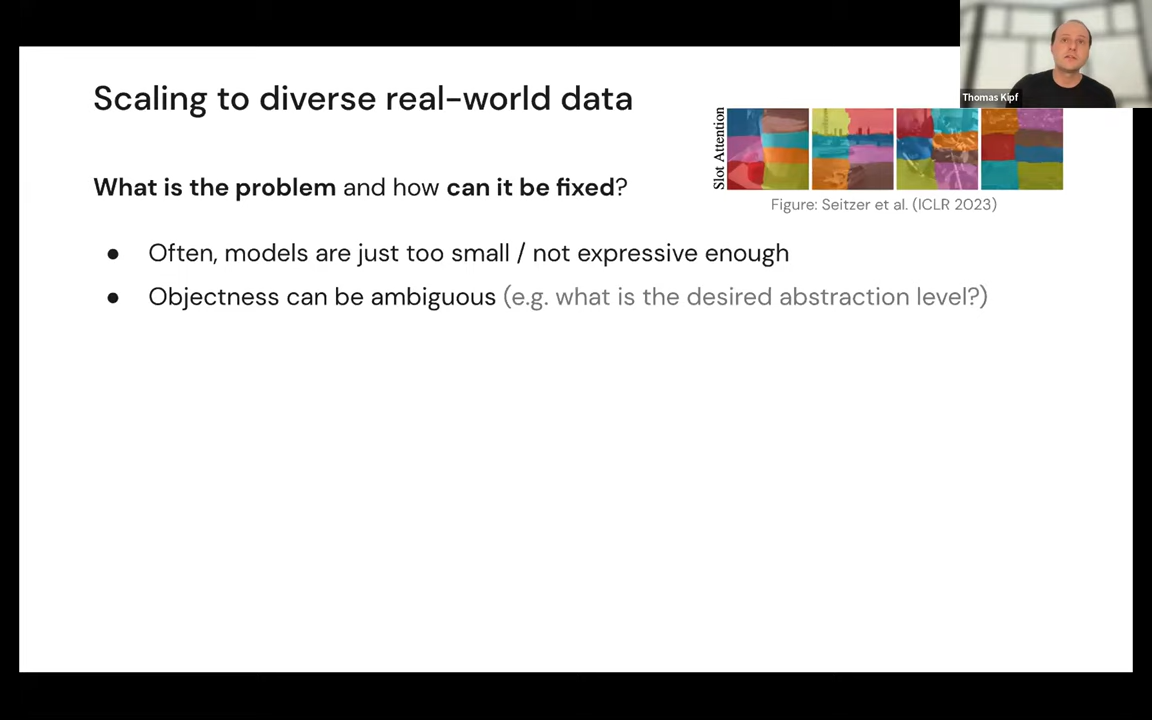 Scaling to diverse real-world data
Thomas Kipf
Slot Attention
Figure: Seitzer et al. (ICLR 2023)
What is the problem and how can it be fixed?
● Often, models are just too small / not expressive enough
● Objectness can be ambiguous (e.g. what is the desired abstraction level?)